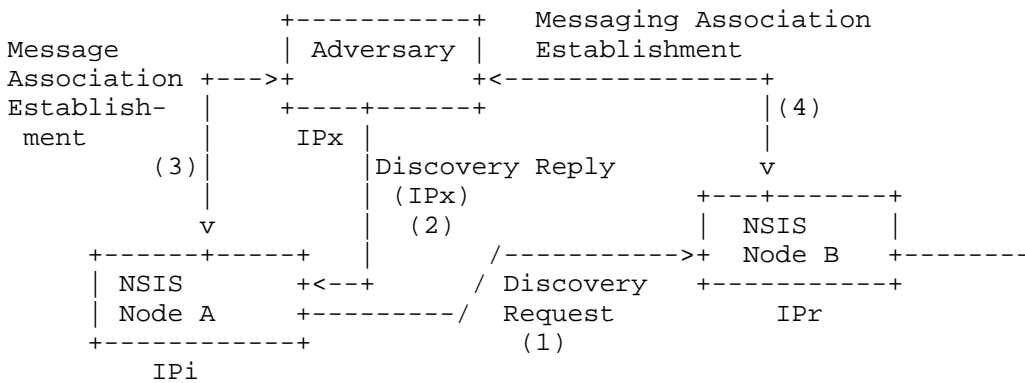 Messaging Association
Message | Adversary | Establishment
Association
Establish-
ment (4)
IPx
(3) Discovery Reply
(IPx)
(2) NSIS
Node B
NSIS Discovery
Node A Request IPr
(1)
IPi